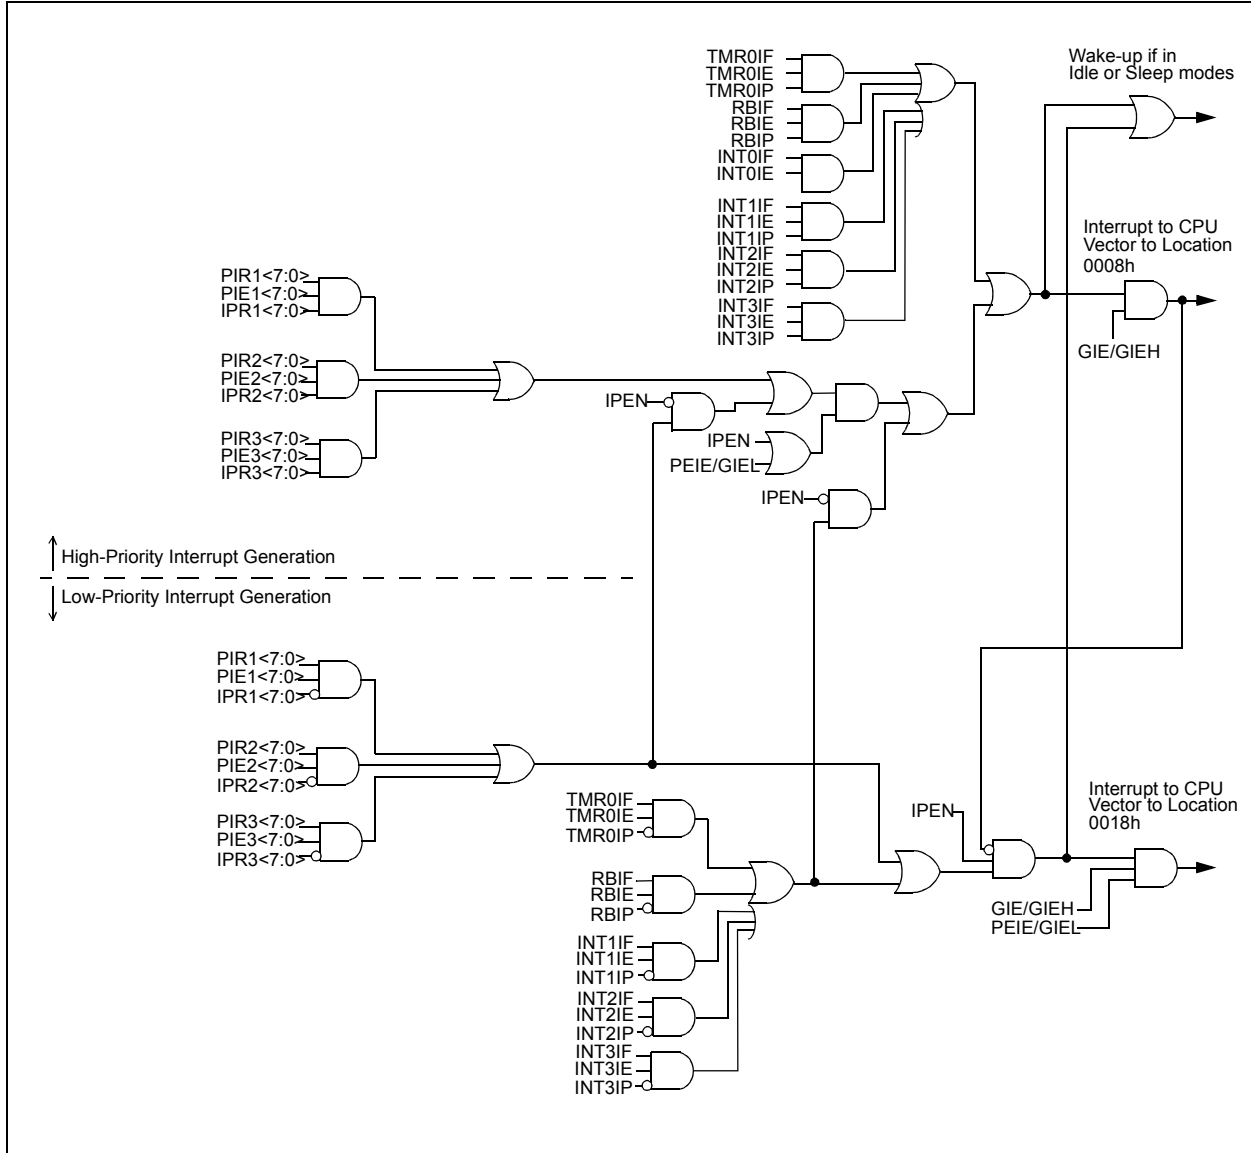 TMR0IF
TMR0IE
TMR0IP
RBIF
RBIE
RBIP
INT0IF
INT0IE
INT1IF
INT1IE
INT1IP
INT2IF
INT2IE
INT2IP
INT3IF
INT3IE
INT3IP
Wake-up if in
Idle or Sleep modes
Interrupt to CPU
Vector to Location
0008h
GIE/GIEH
PIR1<7:0>
PIE1<7:0>
IPR1<7:0>
PIR2<7:0>
PIE2<7:0>
IPR2<7:0>
PIR3<7:0>
PIE3<7:0>
IPR3<7:0>
IPEN
IPEN
PEIE/GIEL
IPEN
High-Priority Interrupt Generation
Low-Priority Interrupt Generation
PIR1<7:0>
PIE1<7:0>
IPR1<7:0>
PIR2<7:0>
PIE2<7:0>
IPR2<7:0>
PIR3<7:0>
PIE3<7:0>
IPR3<7:0>
TMR0IF
TMR0IE
TMR0IP
RBIF
RBIE
RBIP
INT1IF
INT1IE
INT1IP
INT2IF
INT2IE
INT2IP
INT3IF
INT3IE
INT3IP
IPEN
Interrupt to CPU
Vector to Location
0018h
GIE/GIEH
PEIE/GIEL